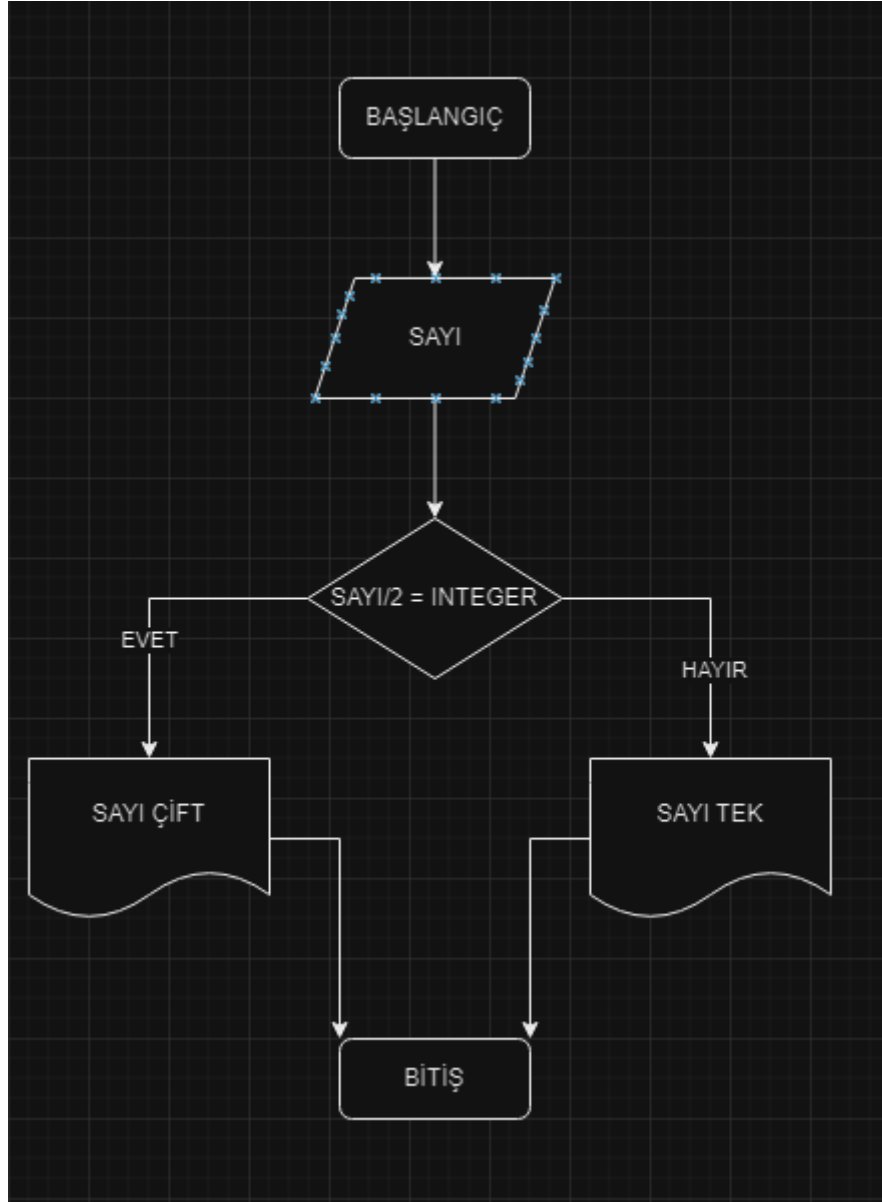 BAŞLANGIÇ
SAYI
SAYI/2 = INTEGER
EVET
HAYIR
SAYI ÇİFT
SAYI TEK
BİTİŞ